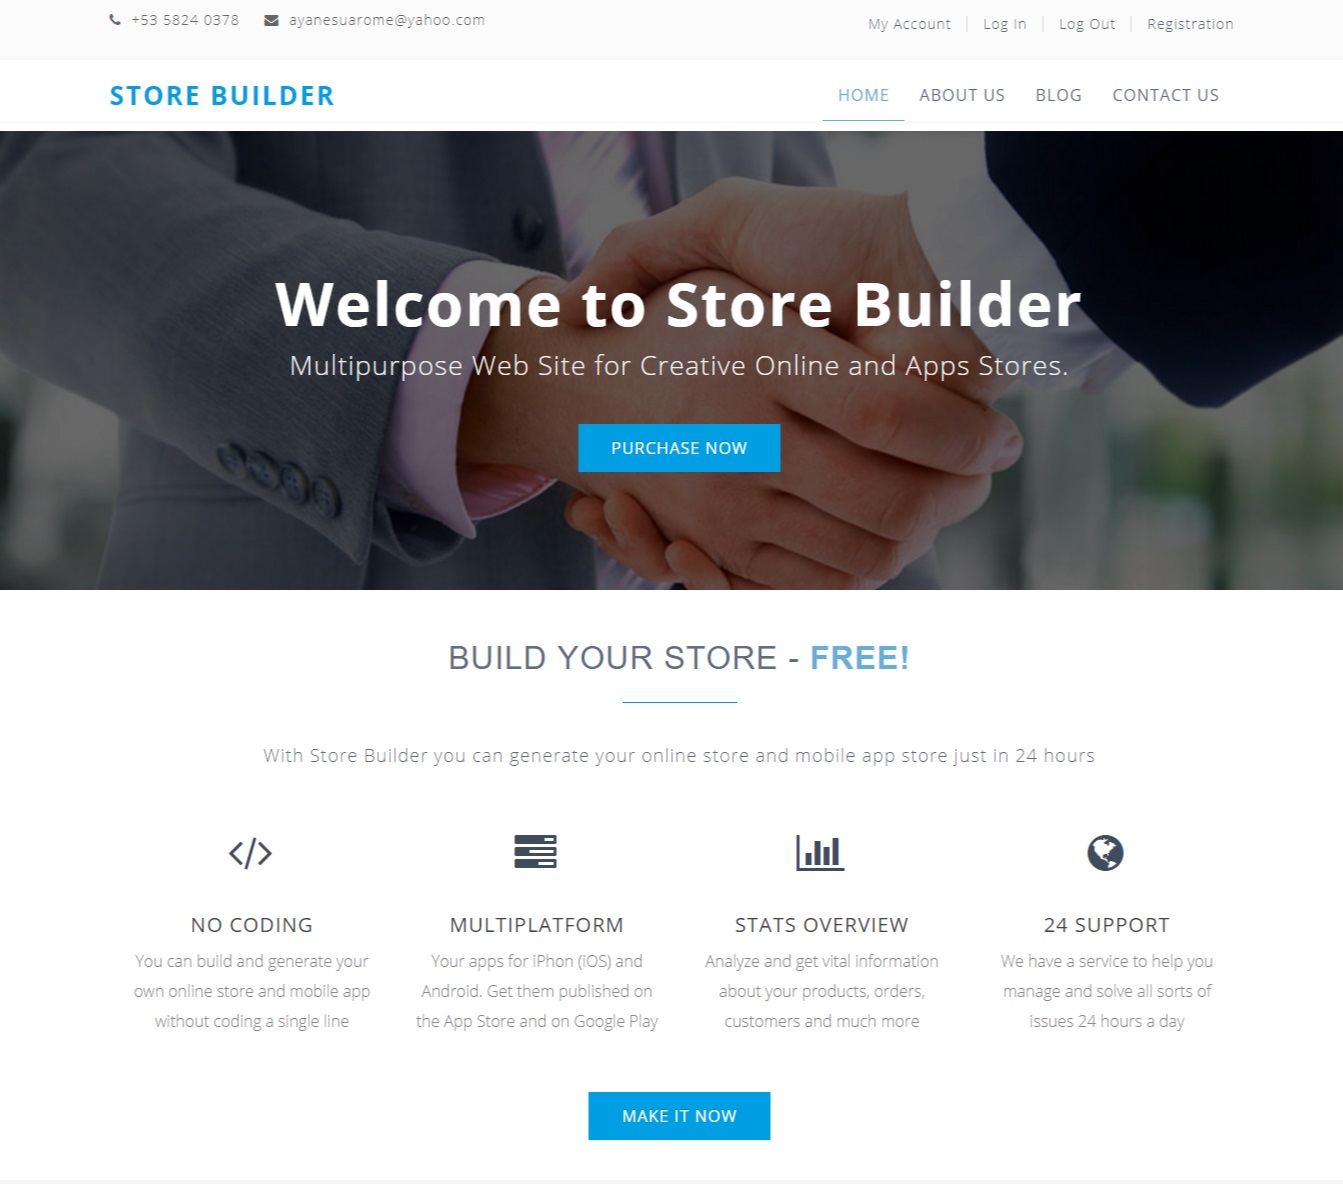 +53 5824 0378 ayanesuarome@yahoo.com
My Account Log In Log Out Registration
STORE BUILDER
HOME ABOUT US BLOG CONTACT US
Welcome to Store Builder
Multipurpose Web Site for Creative Online and Apps Stores.
PURCHASE NOW
BUILD YOUR STORE - FREE!
With Store Builder you can generate your online store and mobile app store just in 24 hours
NO CODING
You can build and generate your
own online store and mobile app
without coding a single line
MULTIPLATFORM
Your apps for iPhon (iOS) and
Android. Get them published on
the App Store and on Google Play
STATS OVERVIEW
Analyze and get vital information
about your products, orders,
customers and much more
24 SUPPORT
We have a service to help you
manage and solve all sorts of
issues 24 hours a day
MAKE IT NOW